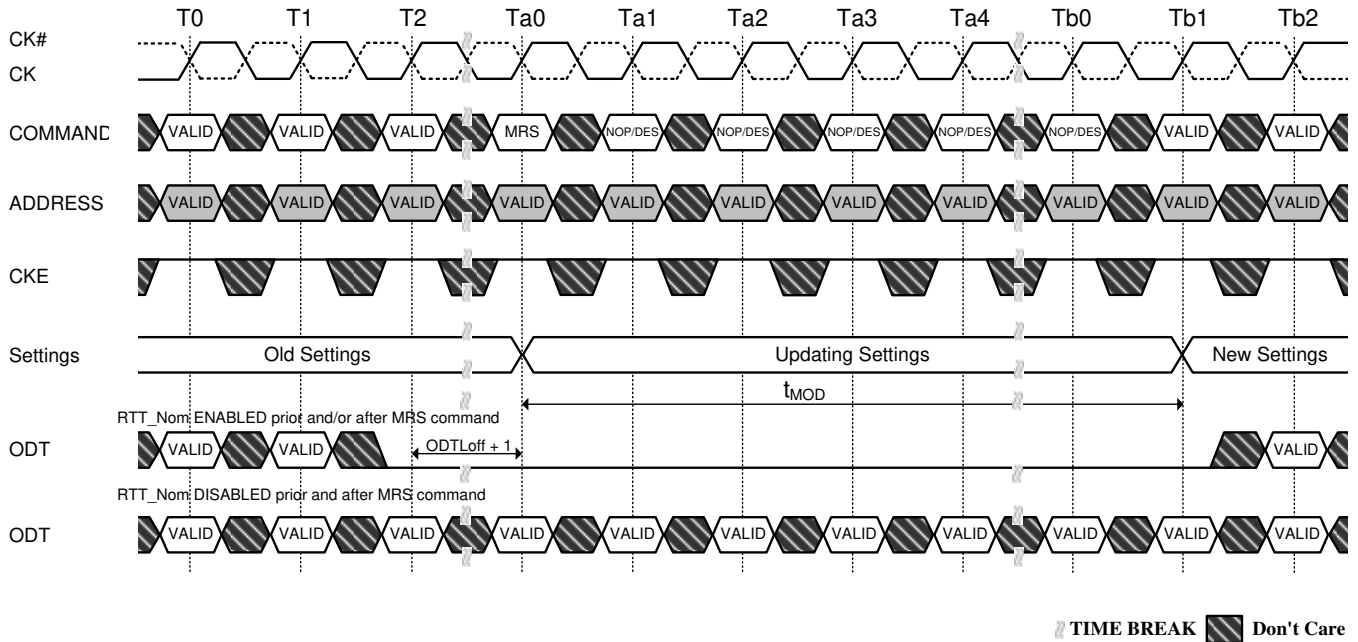 T0 T1 T2 Ta0 Ta1 Ta2 Ta3 Ta4 Tb0 Tb1 Tb2
CK#
CK
COMMAND VALID VALID VALID MRS NOP/DES NOP/DES NOP/DES NOP/DES NOP/DES VALID VALID
ADDRESS VALID VALID VALID VALID VALID VALID VALID VALID VALID VALID VALID
CKE
Settings Old Settings Updating Settings New Settings
tMOD
RTT_Nom ENABLED prior and/or after MRS command
ODT VALID VALID ODTLoff + 1 VALID
RTT_Nom DISABLED prior and after MRS command
ODT VALID VALID VALID VALID VALID VALID VALID VALID VALID VALID VALID
TIME BREAK Don't Care